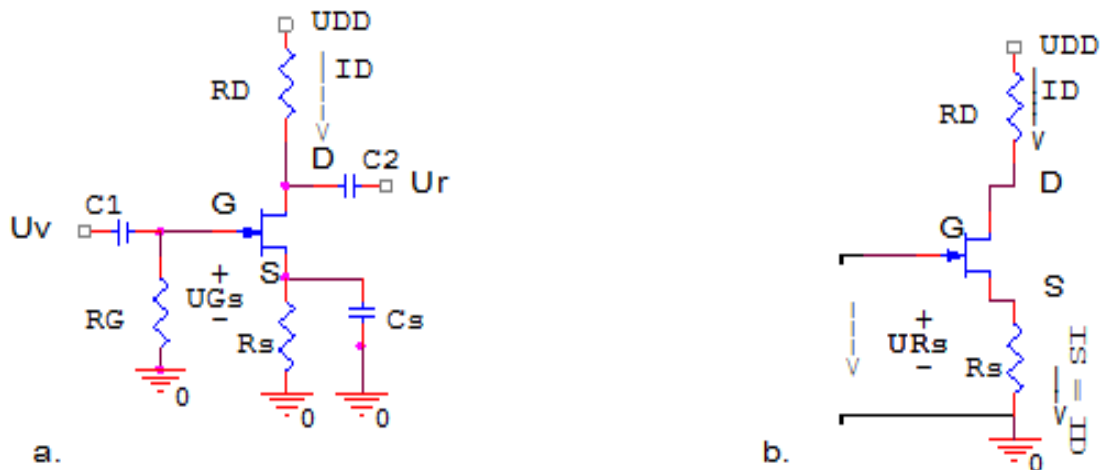 UDD
RD
ID
D
C2
Ur
G
C1
Uv
S
+
UGs
-
RG
Rs
Cs
0
0
0
a.
UDD
RD
ID
D
G
S
+
URs
-
Rs
IS = ID
0
b.